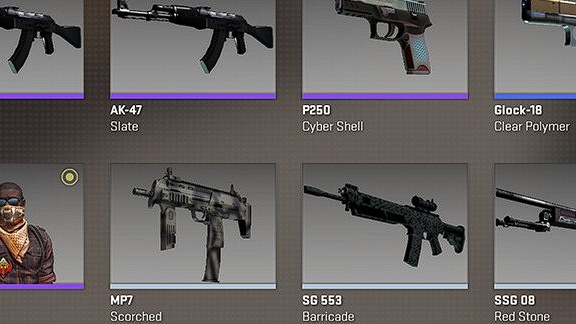 AK-47
Slate
P250
Cyber Shell
Glock-18
Clear Polymer
MP7
Scorched
SG 553
Barricade
SSG 08
Red Stone